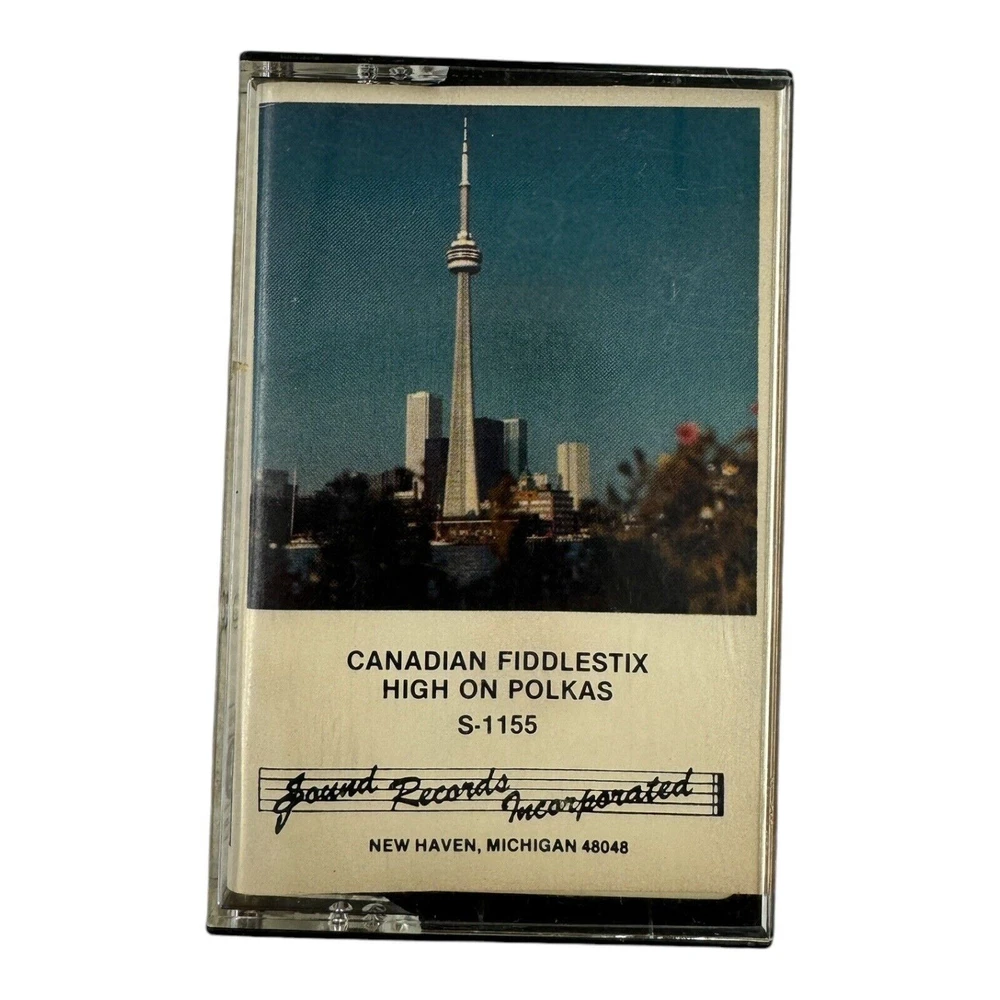 CANADIAN FIDDLESTIX
HIGH ON POLKAS
S-1155
Sound Records Incorporated
NEW HAVEN, MICHIGAN 48048